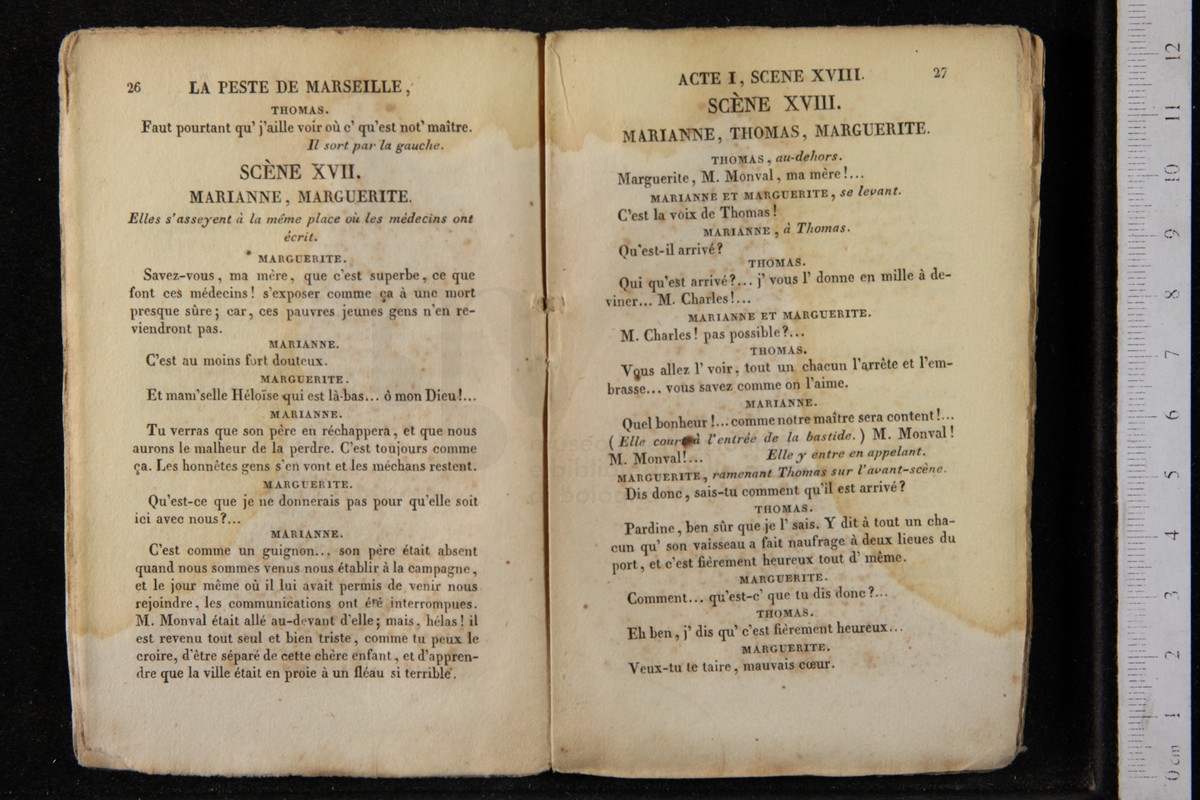 26 LA PESTE DE MARSEILLE,
THOMAS.
Faut pourtant qu' j'aille voir où c' qu'est not' maître.
Il sort par la gauche.
SCÈNE XVII.
MARIANNE, MARGUERITE.
Elles s'asseyent à la même place où les médecins ont
écrit.
MARGUERITE.
Savez-vous, ma mère, que c'est superbe, ce que
font ces médecins! s'exposer comme ça à une mort
presque sûre; car, ces pauvres jeunes gens n'en re-
viendront pas.
MARIANNE.
C'est au moins fort douteux.
MARGUERITE.
Et mam'selle Héloïse qui est là-bas... ô mon Dieu!...
MARIANNE.
Tu verras que son père en réchappera, et que nous
aurons le malheur de la perdre. C'est toujours comme
ça. Les honnêtes gens s'en vont et les méchans restent.
MARGUERITE.
Qu'est-ce que je ne donnerais pas pour qu'elle soit
ici avec nous?...
MARIANNE.
C'est comme un guignon... son père était absent
quand nous sommes venus nous établir à la campagne,
et le jour même où il lui avait permis de venir nous
rejoindre, les communications ont été interrompues.
M. Monval était allé au-devant d'elle; mais, hélas! il
est revenu tout seul et bien triste, comme tu peux le
croire, d'être séparé de cette chère enfant, et d'appren-
dre que la ville était en proie à un fléau si terrible.
ACTE I, SCENE XVIII. 27
SCÈNE XVIII.
MARIANNE, THOMAS, MARGUERITE.
THOMAS, au-dehors.
Marguerite, M. Monval, ma mère!...
MARIANNE ET MARGUERITE, se levant.
C'est la voix de Thomas!
MARIANNE, à Thomas.
Qu'est-il arrivé?
THOMAS.
Qui qu'est arrivé?... j' vous l' donne en mille à de-
viner... M. Charles!...
MARIANNE ET MARGUERITE.
M. Charles! pas possible?...
THOMAS.
Vous allez l' voir, tout un chacun l'arrête et l'em-
brasse... vous savez comme on l'aime.
MARIANNE.
Quel bonheur!... comme notre maître sera content!...
(Elle court à l'entrée de la bastide.) M. Monval!
M. Monval!... Elle y entre en appelant.
MARGUERITE, ramenant Thomas sur l'avant-scène.
Dis donc, sais-tu comment qu'il est arrivé?
THOMAS.
Pardine, ben sûr que je l' sais. Y dit à tout un cha-
cun qu' son vaisseau a fait naufrage à deux lieues du
port, et c'est fièrement heureux tout d' même.
MARGUERITE.
Comment... qu'est-c' que tu dis donc?...
THOMAS.
Eh ben, j' dis qu' c'est fièrement heureux...
MARGUERITE.
Veux-tu te taire, mauvais cœur.
0 cm 1 2 3 4 5 6 7 8 9 10 11 12